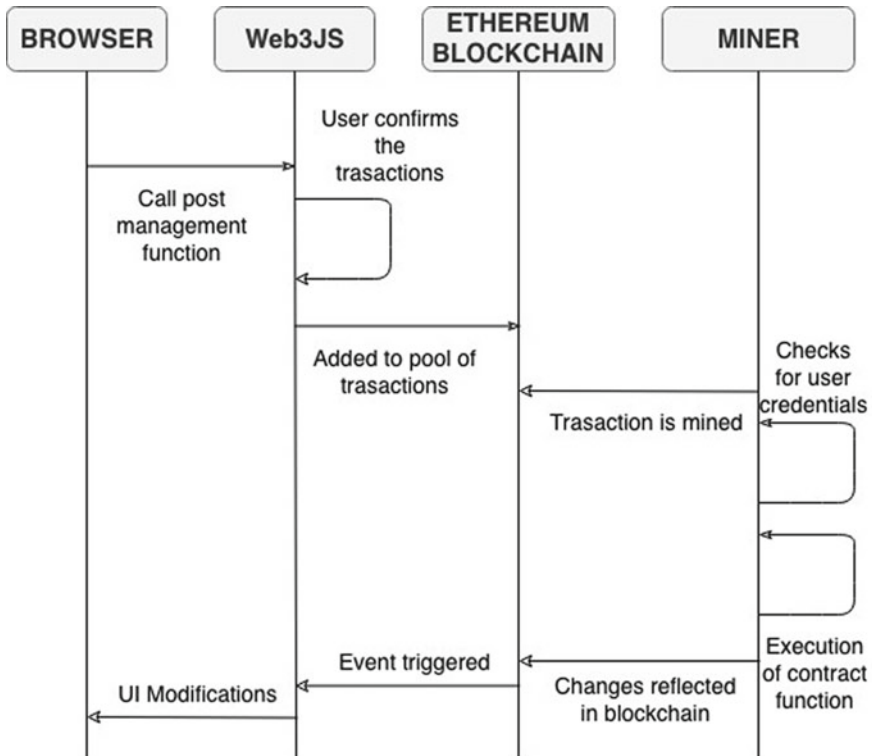 BROWSER
Web3JS
ETHEREUM
BLOCKCHAIN
MINER
User confirms
the
trasactions
Call post
management
function
Added to pool of
trasactions
Checks
for user
credentials
Trasaction is mined
Execution
of contract
function
Changes reflected
in blockchain
Event triggered
UI Modifications